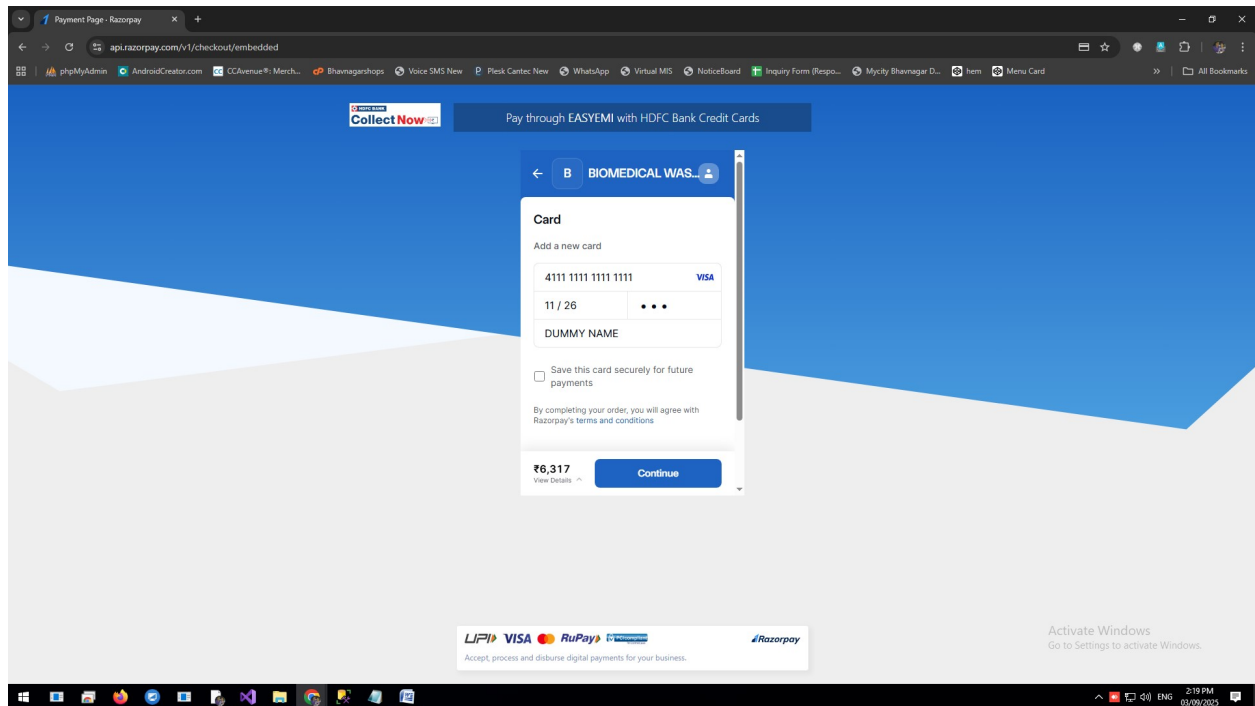 Payment Page - Razorpay
api.razorpay.com/v1/checkout/embedded
phpMyAdmin AndroidCreator.com CCAvenue®: Merch... Bhavnagarshops Voice SMS New Plesk Cantec New WhatsApp Virtual MIS NoticeBoard Inquiry Form (Respo... Mycity Bhavnagar D... hem Menu Card All Bookmarks
HDFC BANK
Collect Now
Pay through EASYEMI with HDFC Bank Credit Cards
B BIOMEDICAL WAS...
Card
Add a new card
4111 1111 1111 1111 VISA
11 / 26 •••
DUMMY NAME
Save this card securely for future
payments
By completing your order, you will agree with
Razorpay's terms and conditions
₹6,317 Continue
View Details
UPI VISA RuPay Razorpay
Accept, process and disburse digital payments for your business.
Activate Windows
Go to Settings to activate Windows.
ENG 2:19 PM
03/09/2025